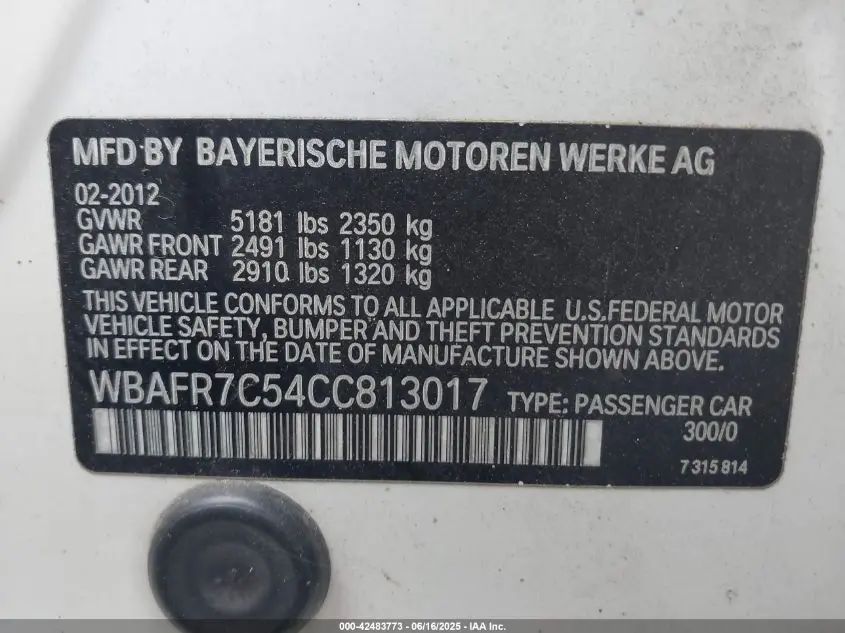 MFD BY BAYERISCHE MOTOREN WERKE AG
02-2012
GVWR 5181 lbs 2350 kg
GAWR FRONT 2491 lbs 1130 kg
GAWR REAR 2910 lbs 1320 kg
THIS VEHICLE CONFORMS TO ALL APPLICABLE U.S.FEDERAL MOTOR
VEHICLE SAFETY, BUMPER AND THEFT PREVENTION STANDARDS
IN EFFECT ON THE DATE OF MANUFACTURE SHOWN ABOVE.
WBAFR7C54CC813017 TYPE: PASSENGER CAR
300/0
7 315 814
000-42483773 - 06/16/2025 - IAA Inc.